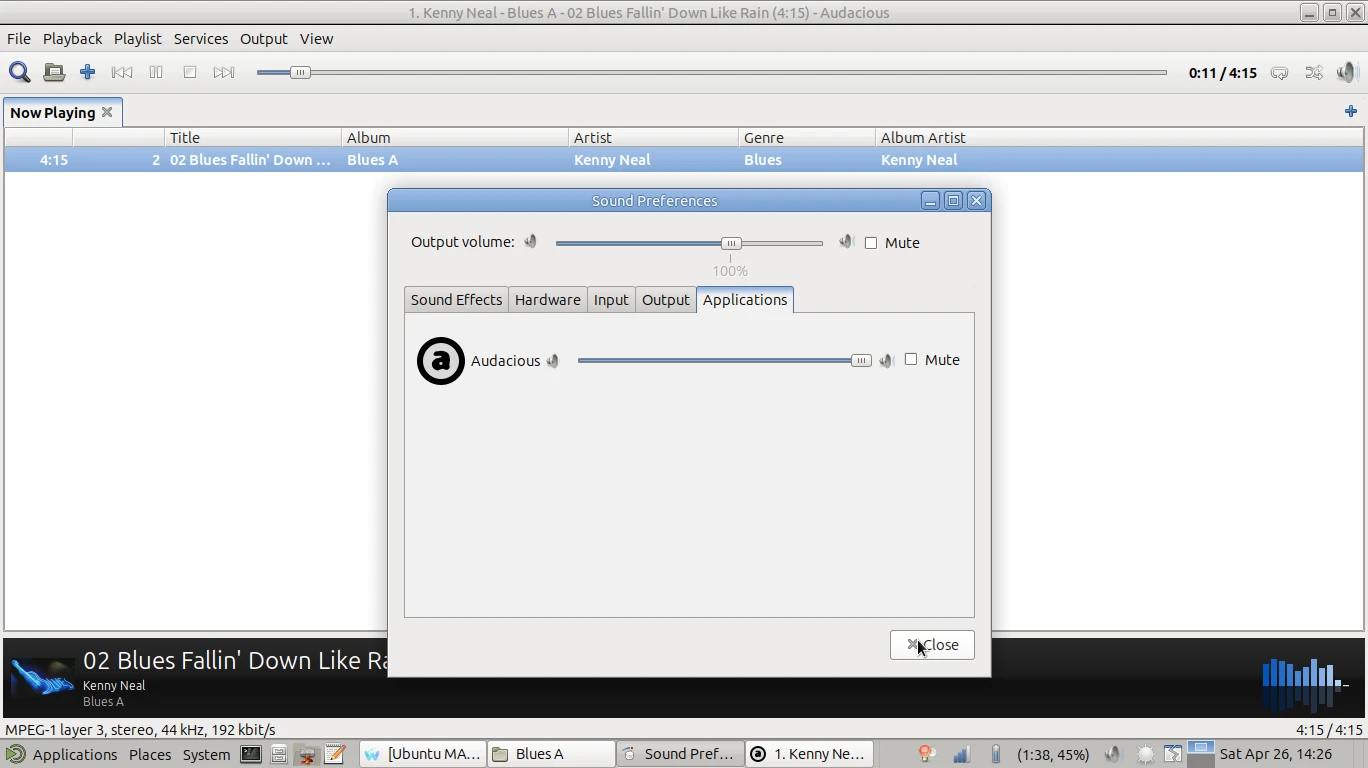 1. Kenny Neal - Blues A - 02 Blues Fallin' Down Like Rain (4:15) - Audacious
File Playback Playlist Services Output View
0:11 / 4:15
Now Playing
Title Album Artist Genre Album Artist
4:15 2 02 Blues Fallin' Down ... Blues A Kenny Neal Blues Kenny Neal
Sound Preferences
Output volume: Mute
100%
Sound Effects Hardware Input Output Applications
a Audacious Mute
Close
02 Blues Fallin' Down Like Ra
Kenny Neal
Blues A
MPEG-1 layer 3, stereo, 44 kHz, 192 kbit/s 4:15 / 4:15
Applications Places System [Ubuntu MA... Blues A Sound Pref... a 1. Kenny Ne... (1:38, 45%) Sat Apr 26, 14:26